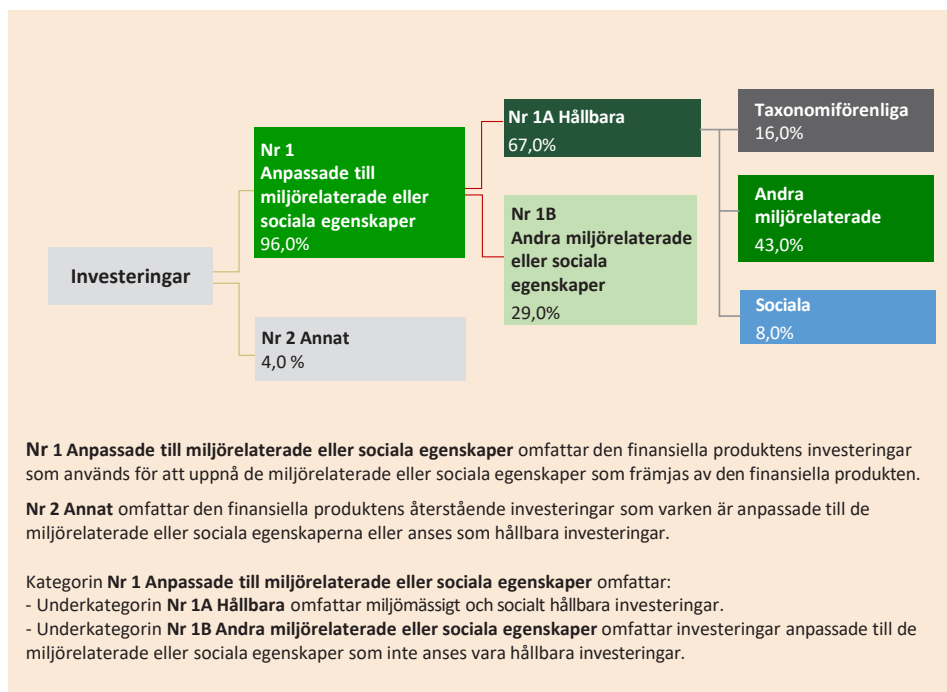 Investeringar
Nr 1
Anpassade till
miljörelaterade eller
sociala egenskaper
96,0%
Nr 2 Annat
4,0 %
Nr 1A Hållbara
67,0%
Nr 1B
Andra miljörelaterade
eller sociala
egenskaper
29,0%
Taxonomiförenliga
16,0%
Andra
miljörelaterade
43,0%
Sociala
8,0%
Nr 1 Anpassade till miljörelaterade eller sociala egenskaper omfattar den finansiella produktens investeringar
som används för att uppnå de miljörelaterade eller sociala egenskaper som främjas av den finansiella produkten.
Nr 2 Annat omfattar den finansiella produktens återstående investeringar som varken är anpassade till de
miljörelaterade eller sociala egenskaperna eller anses som hållbara investeringar.
Kategorin Nr 1 Anpassade till miljörelaterade eller sociala egenskaper omfattar:
- Underkategorin Nr 1A Hållbara omfattar miljömässigt och socialt hållbara investeringar.
- Underkategorin Nr 1B Andra miljörelaterade eller sociala egenskaper omfattar investeringar anpassade till de
miljörelaterade eller sociala egenskaper som inte anses vara hållbara investeringar.